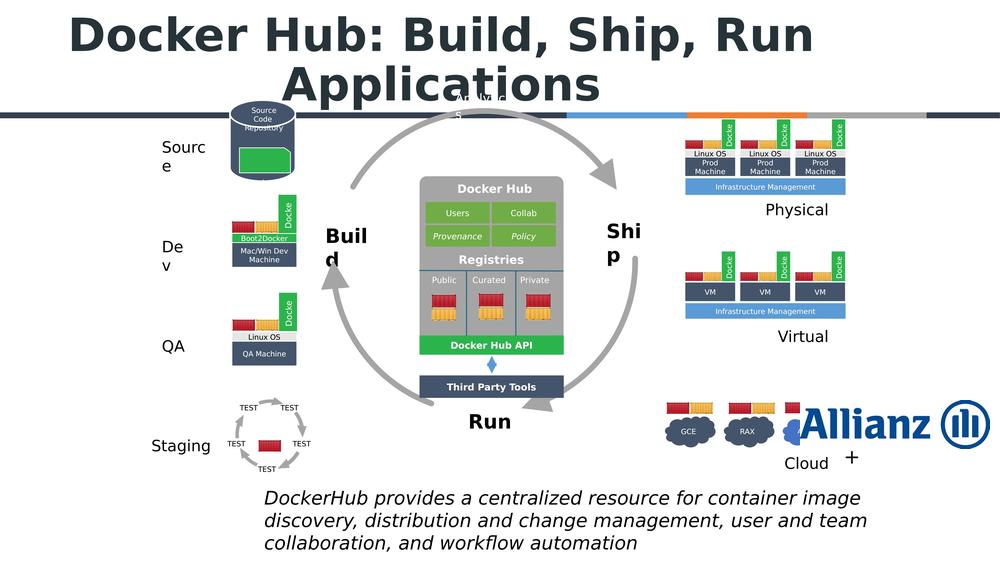 Docker Hub: Build, Ship, Run
Applications
Source
Code
Repository
Sourc
e
De
v
Docke
Boot2Docker
Mac/Win Dev
Machine
QA
Docke
Linux OS
QA Machine
Staging
TEST
TEST
TEST
TEST
TEST
Buil
d
Shi
p
Run
Docker Hub
Users
Collab
Provenance
Policy
Registries
Public
Curated
Private
Docker Hub API
Third Party Tools
Docke
Docke
Docke
Linux OS
Linux OS
Linux OS
Prod
Machine
Prod
Machine
Prod
Machine
Infrastructure Management
Physical
Docke
Docke
Docke
VM
VM
VM
Infrastructure Management
Virtual
GCE
RAX
Allianz
Cloud
+
DockerHub provides a centralized resource for container image
discovery, distribution and change management, user and team
collaboration, and workflow automation